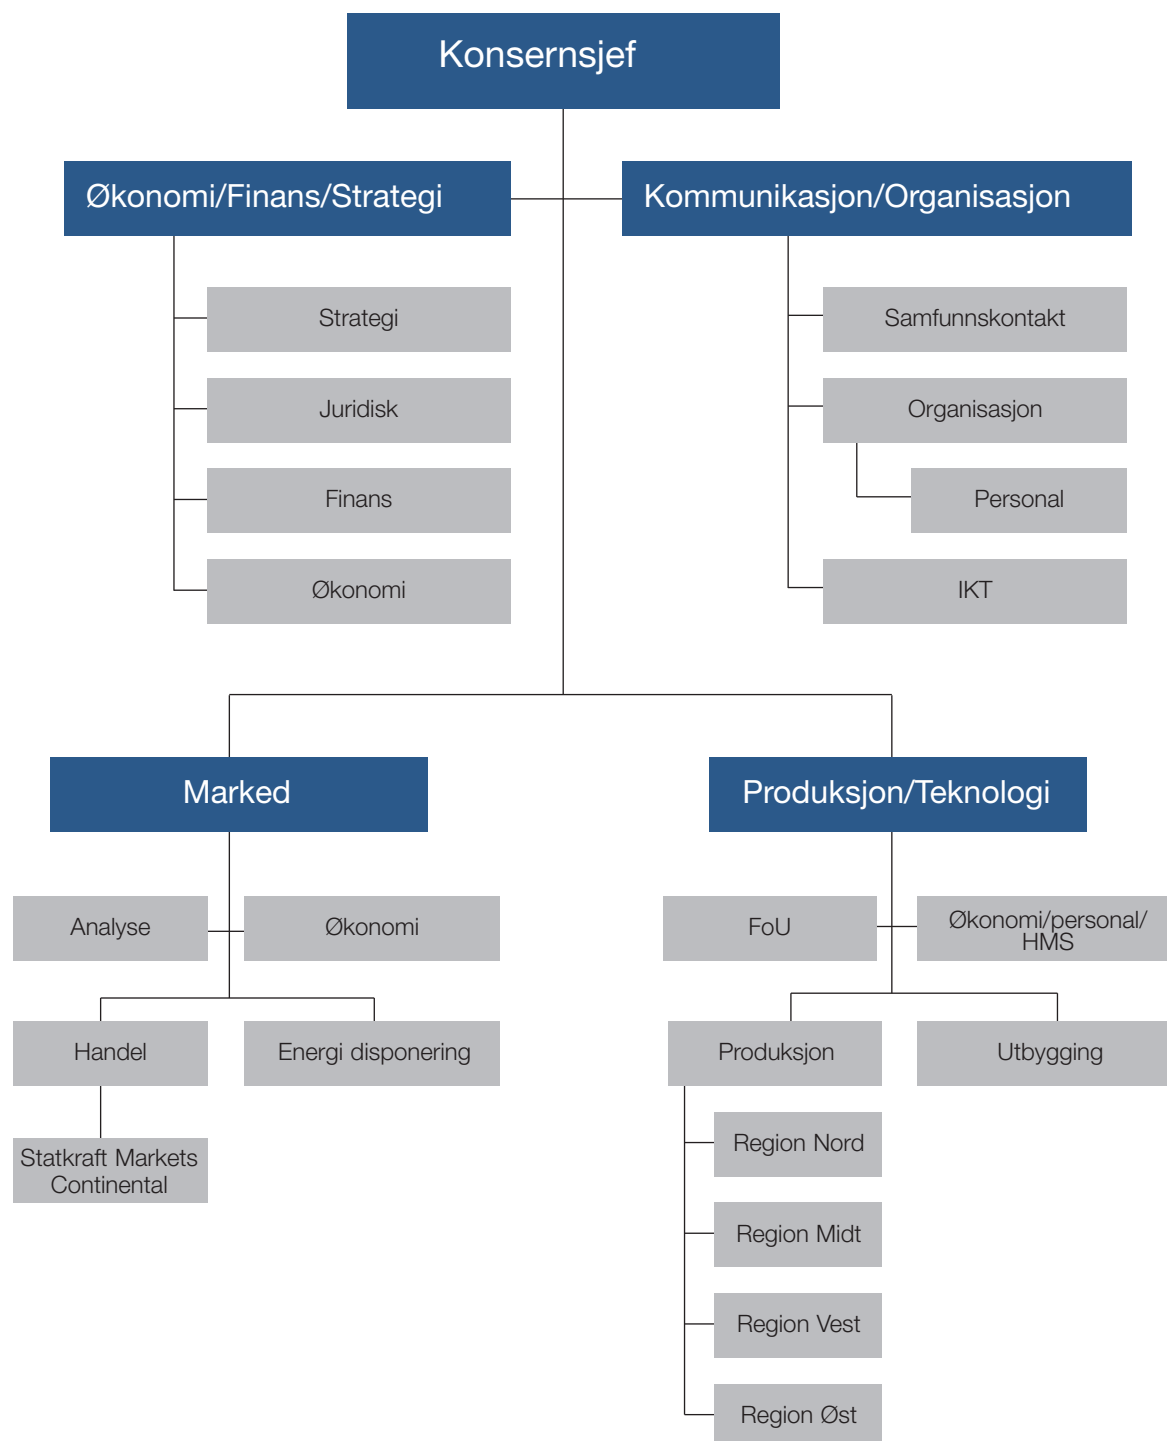 Konsernsjef
Økonomi/Finans/Strategi
Kommunikasjon/Organisasjon
Strategi
Juridisk
Finans
Økonomi
Samfunnskontakt
Organisasjon
Personal
IKT
Marked
Produksjon/Teknologi
Analyse
Økonomi
FoU
Økonomi/personal/
HMS
Handel
Energi disponering
Produksjon
Utbygging
Statkraft Markets
Continental
Region Nord
Region Midt
Region Vest
Region Øst